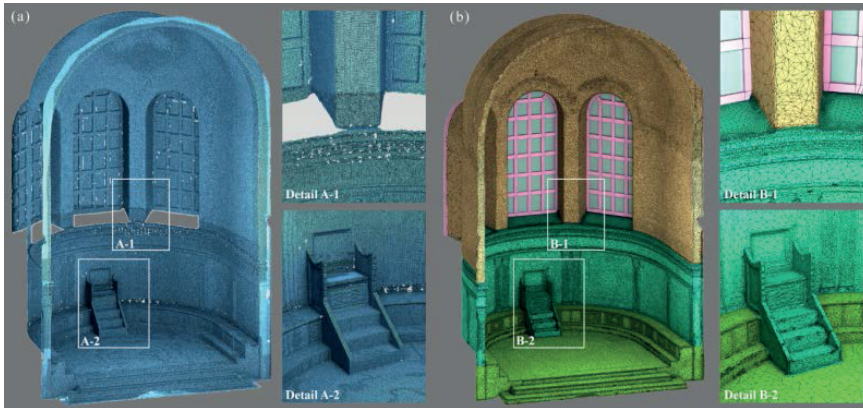 (a)
A-1
A-2
Detail A-1
Detail A-2
(b)
B-1
B-2
Detail B-1
Detail B-2